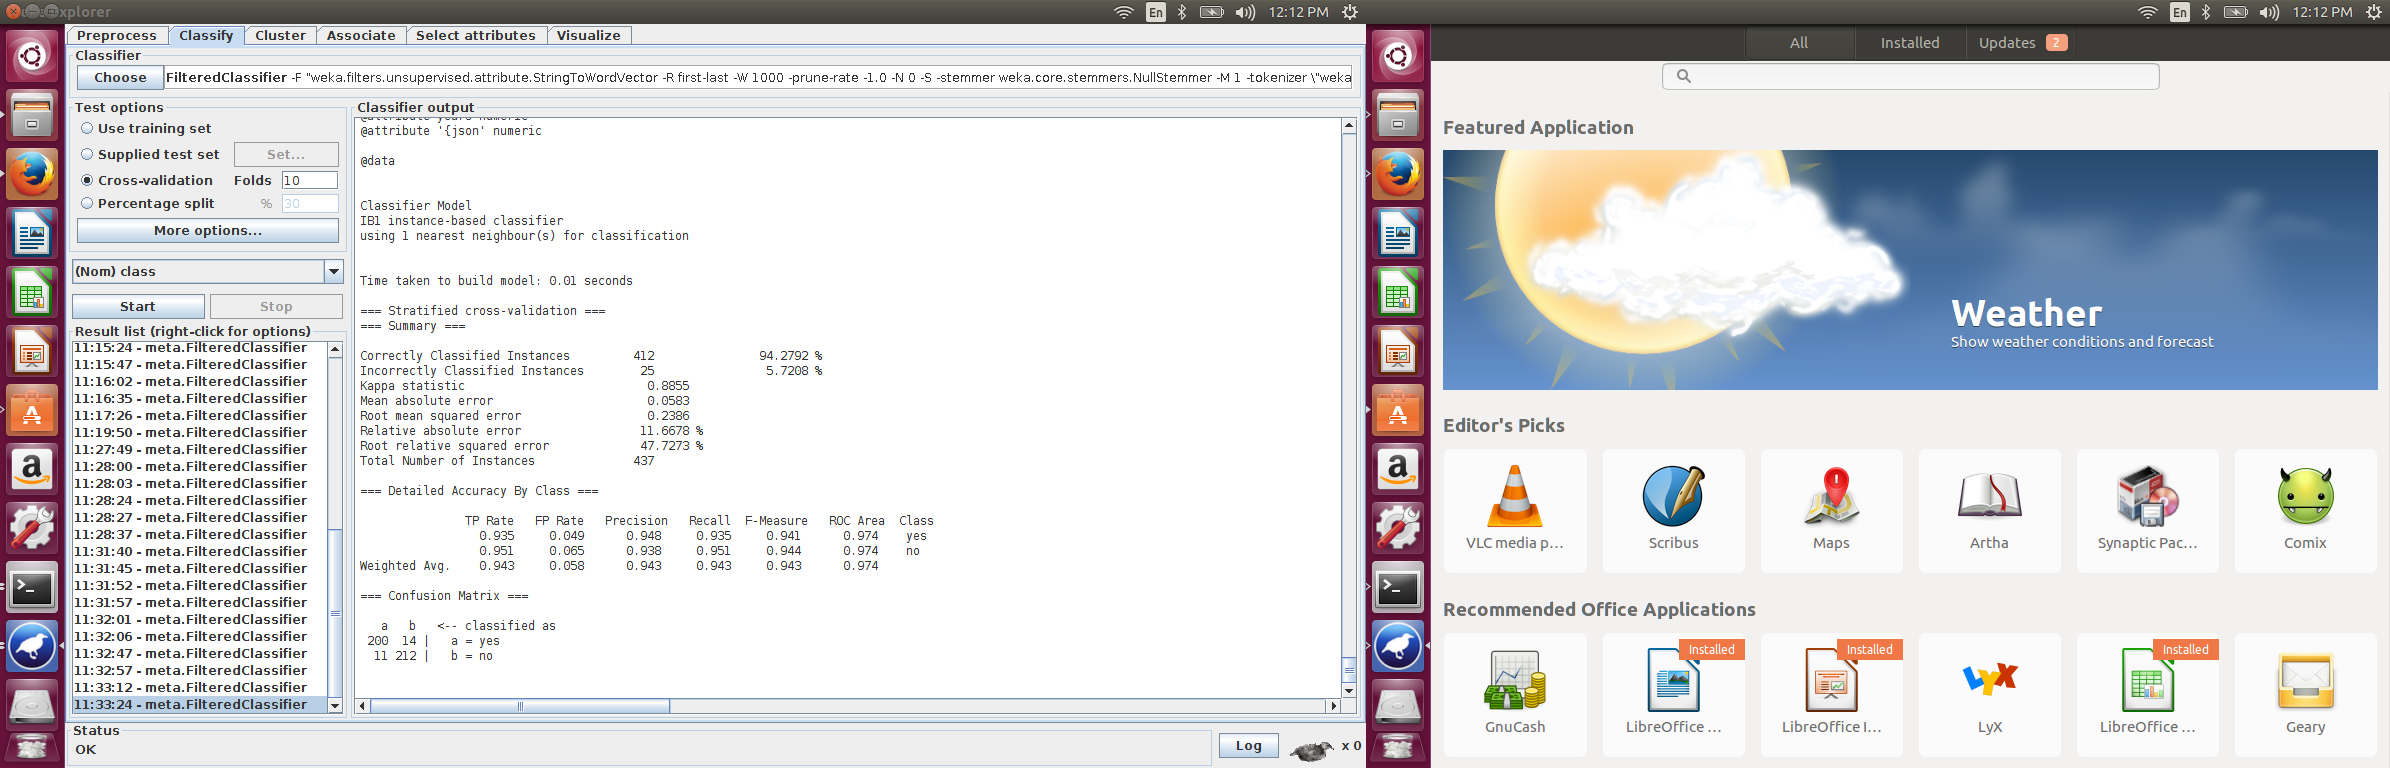 Explorer
En
12:12 PM
Preprocess
Classify
Cluster
Associate
Select attributes
Visualize
Classifier
Choose
FilteredClassifier -F "weka.filters.unsupervised.attribute.StringToWordVector -R first-last -W 1000 -prune-rate -1.0 -N 0 -S -stemmer weka.core.stemmers.NullStemmer -M 1 -tokenizer \"weka
Test options
Use training set
Supplied test set
Set...
Cross-validation Folds 10
Percentage split % 30
More options...
(Nom) class
Start
Stop
Result list (right-click for options)
11:15:24 - meta.FilteredClassifier
11:15:47 - meta.FilteredClassifier
11:16:02 - meta.FilteredClassifier
11:16:35 - meta.FilteredClassifier
11:17:26 - meta.FilteredClassifier
11:19:50 - meta.FilteredClassifier
11:27:49 - meta.FilteredClassifier
11:28:00 - meta.FilteredClassifier
11:28:03 - meta.FilteredClassifier
11:28:24 - meta.FilteredClassifier
11:28:27 - meta.FilteredClassifier
11:28:37 - meta.FilteredClassifier
11:31:40 - meta.FilteredClassifier
11:31:45 - meta.FilteredClassifier
11:31:52 - meta.FilteredClassifier
11:31:57 - meta.FilteredClassifier
11:32:01 - meta.FilteredClassifier
11:32:06 - meta.FilteredClassifier
11:32:47 - meta.FilteredClassifier
11:32:57 - meta.FilteredClassifier
11:33:12 - meta.FilteredClassifier
11:33:24 - meta.FilteredClassifier
Classifier output
@attribute years numeric
@attribute '{json' numeric
@data
Classifier Model
IB1 instance-based classifier
using 1 nearest neighbour(s) for classification
Time taken to build model: 0.01 seconds
=== Stratified cross-validation ===
=== Summary ===
Correctly Classified Instances 412 94.2792 %
Incorrectly Classified Instances 25 5.7208 %
Kappa statistic 0.8855
Mean absolute error 0.0583
Root mean squared error 0.2386
Relative absolute error 11.6678 %
Root relative squared error 47.7273 %
Total Number of Instances 437
=== Detailed Accuracy By Class ===
TP Rate FP Rate Precision Recall F-Measure ROC Area Class
0.935 0.049 0.948 0.935 0.941 0.974 yes
0.951 0.065 0.938 0.951 0.944 0.974 no
Weighted Avg. 0.943 0.058 0.943 0.943 0.943 0.974
=== Confusion Matrix ===
a b <-- classified as
200 14 | a = yes
11 212 | b = no
Status
OK
Log
x 0
En
12:12 PM
All
Installed
Updates 2
Featured Application
Weather
Show weather conditions and forecast
Editor's Picks
VLC media p...
Scribus
Maps
Artha
Synaptic Pac...
Comix
Recommended Office Applications
GnuCash
Installed
LibreOffice ...
Installed
LibreOffice I...
LyX
LyX
Installed
LibreOffice ...
Geary